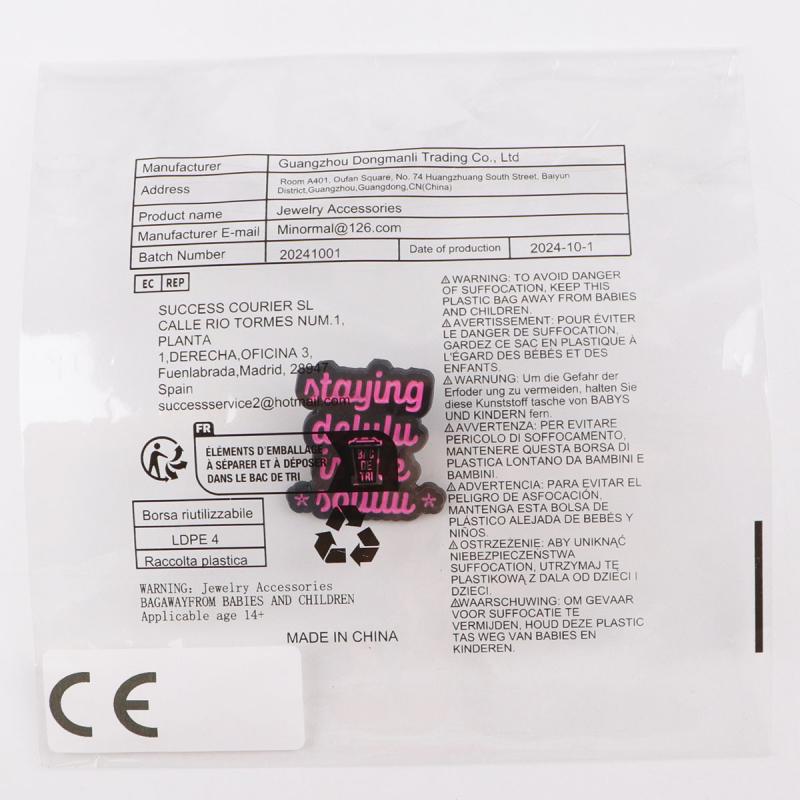 Manufacturer Guangzhou Dongmanli Trading Co., Ltd
Address Room A401, Oufan Square, No. 74 Huangzhuang South Street, Baiyun
District,Guangzhou,Guangdong,CN(China)
Product name Jewelry Accessories
Manufacturer E-mail Minormal@126.com
Batch Number 20241001 Date of production 2024-10-1
EC REP
SUCCESS COURIER SL
CALLE RIO TORMES NUM.1,
PLANTA
1,DERECHA,OFICINA 3,
Fuenlabrada,Madrid, 28947
Spain
successservice2@hotmail.com
FR
ÉLÉMENTS D'EMBALLAGE
À SÉPARER ET À DÉPOSER
DANS LE BAC DE TRI
BAC
DE
TRI
staying
delulu
is the
solulu
Borsa riutilizzabile
LDPE 4
Raccolta plastica
WARNING: Jewelry Accessories
BAGAWAYFROM BABIES AND CHILDREN
Applicable age 14+
MADE IN CHINA
CE
⚠WARNING: TO AVOID DANGER
OF SUFFOCATION, KEEP THIS
PLASTIC BAG AWAY FROM BABIES
AND CHILDREN.
⚠AVERTISSEMENT: POUR ÉVITER
LE DANGER DE SUFFOCATION,
GARDEZ CE SAC EN PLASTIQUE À
L'ÉGARD DES BÉBÉS ET DES
ENFANTS.
⚠WARNUNG: Um die Gefahr der
Erfoder ung zu vermeiden, halten Sie
diese Kunststoff tasche von BABYS
UND KINDERN fern.
⚠AVVERTENZA: PER EVITARE
PERICOLO DI SOFFOCAMENTO,
MANTENERE QUESTA BORSA DI
PLASTICA LONTANO DA BAMBINI E
BAMBINI.
⚠ADVERTENCIA: PARA EVITAR EL
PELIGRO DE ASFOCACIÓN,
MANTENGA ESTA BOLSA DE
PLÁSTICO ALEJADA DE BEBÉS Y
NIÑOS.
⚠OSTRZEŻENIE: ABY UNIKNĄĆ
NIEBEZPIECZENSTWA
SUFFOCATION, UTRZYMAJ TĘ
PLASTIKOWĄ Z DALA OD DZIECI I
DZIECI.
⚠WAARSCHUWING: OM GEVAAR
VOOR SUFFOCATIE TE
VERMIJDEN, HOUD DEZE PLASTIC
TAS WEG VAN BABIES EN
KINDEREN.